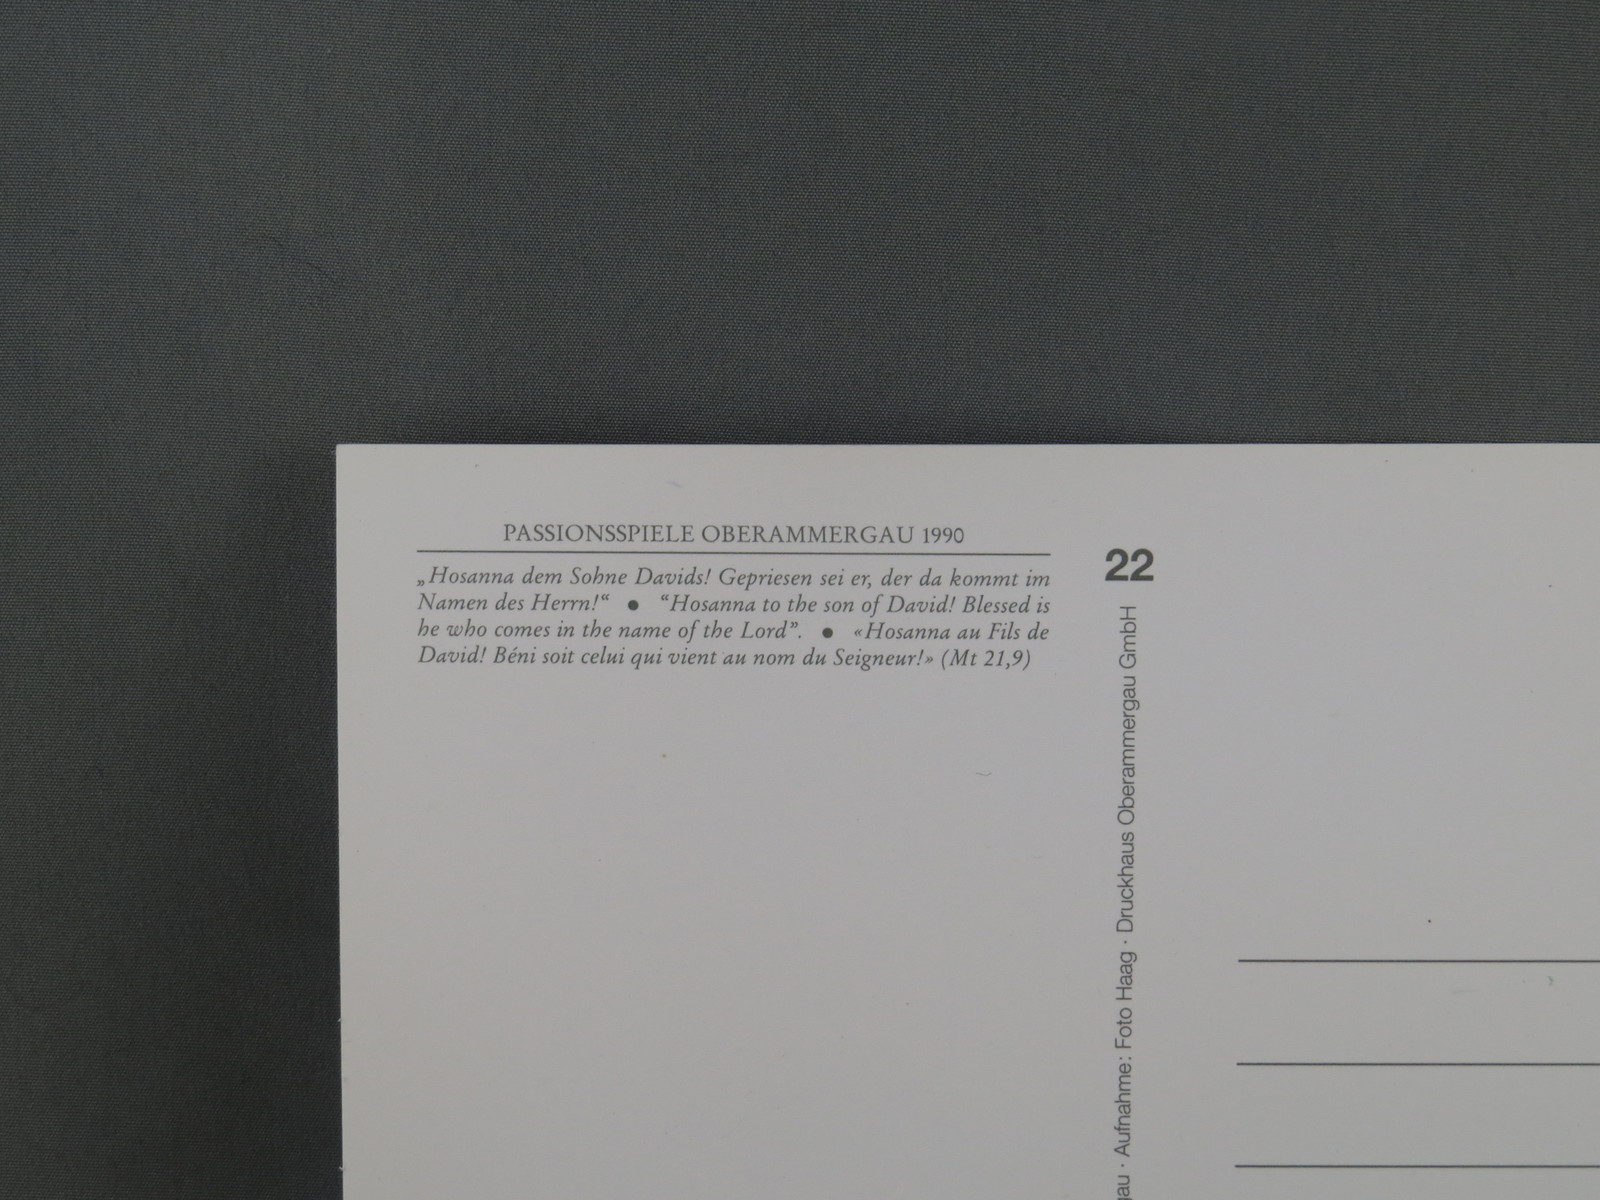 PASSIONSSPIELE OBERAMMERGAU 1990
„Hosanna dem Sohne Davids! Gepriesen sei er, der da kommt im
Namen des Herrn!“ ● “Hosanna to the son of David! Blessed is
he who comes in the name of the Lord”. ● «Hosanna au Fils de
David! Béni soit celui qui vient au nom du Seigneur!» (Mt 21,9)
22
· Aufnahme: Foto Haag · Druckhaus Oberammergau GmbH